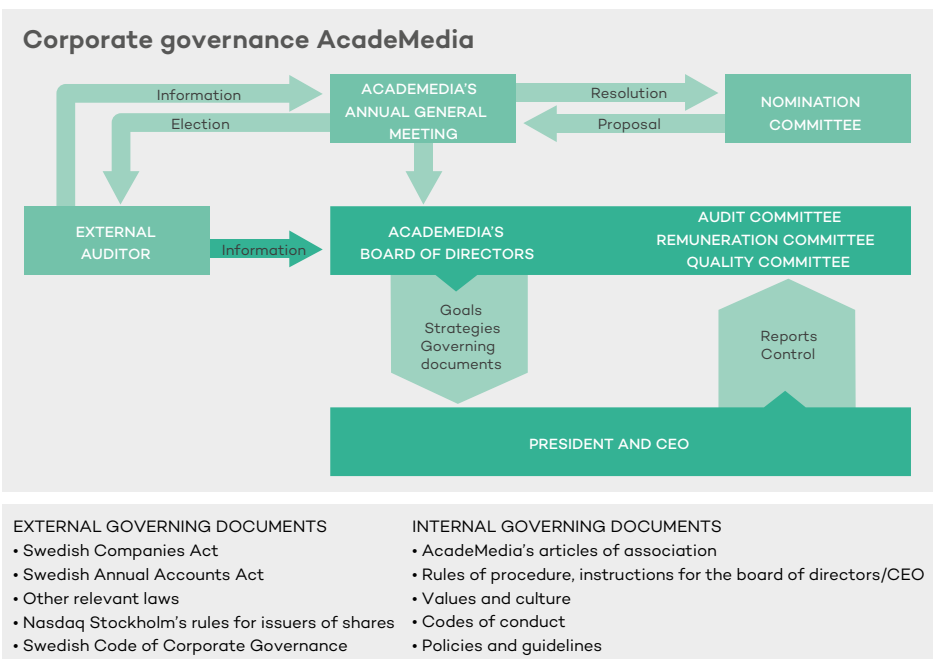 Corporate governance AcadeMedia
Information
Election
ACADEMEDIA'S
ANNUAL GENERAL
MEETING
Resolution
Proposal
NOMINATION
COMMITTEE
EXTERNAL
AUDITOR
Information
ACADEMEDIA'S
BOARD OF DIRECTORS
AUDIT COMMITTEE
REMUNERATION COMMITTEE
QUALITY COMMITTEE
Goals
Strategies
Governing
documents
Reports
Control
PRESIDENT AND CEO
EXTERNAL GOVERNING DOCUMENTS
• Swedish Companies Act
• Swedish Annual Accounts Act
• Other relevant laws
• Nasdaq Stockholm's rules for issuers of shares
• Swedish Code of Corporate Governance
INTERNAL GOVERNING DOCUMENTS
• AcadeMedia's articles of association
• Rules of procedure, instructions for the board of directors/CEO
• Values and culture
• Codes of conduct
• Policies and guidelines